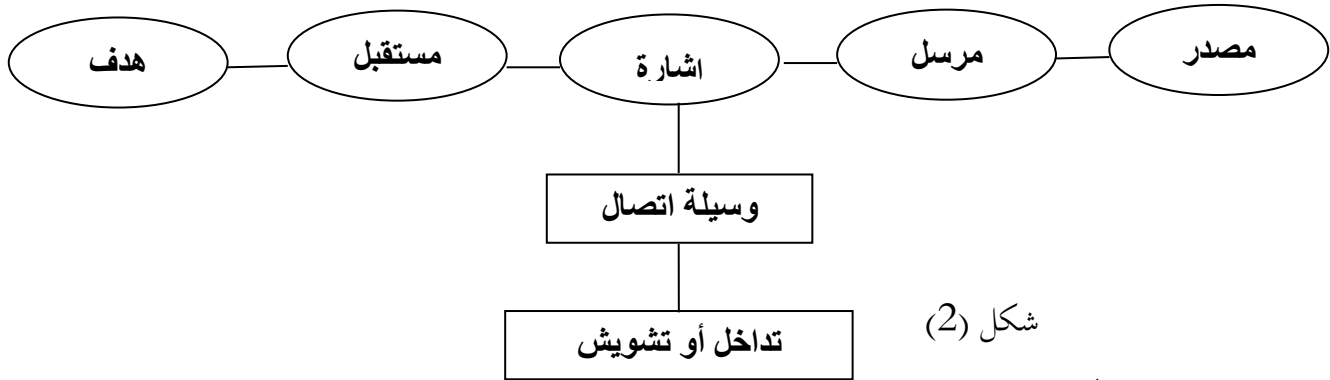 مصدر مرسل اشارة مستقبل هدف
وسيلة اتصال
تداخل أو تشويش
شكل (2)